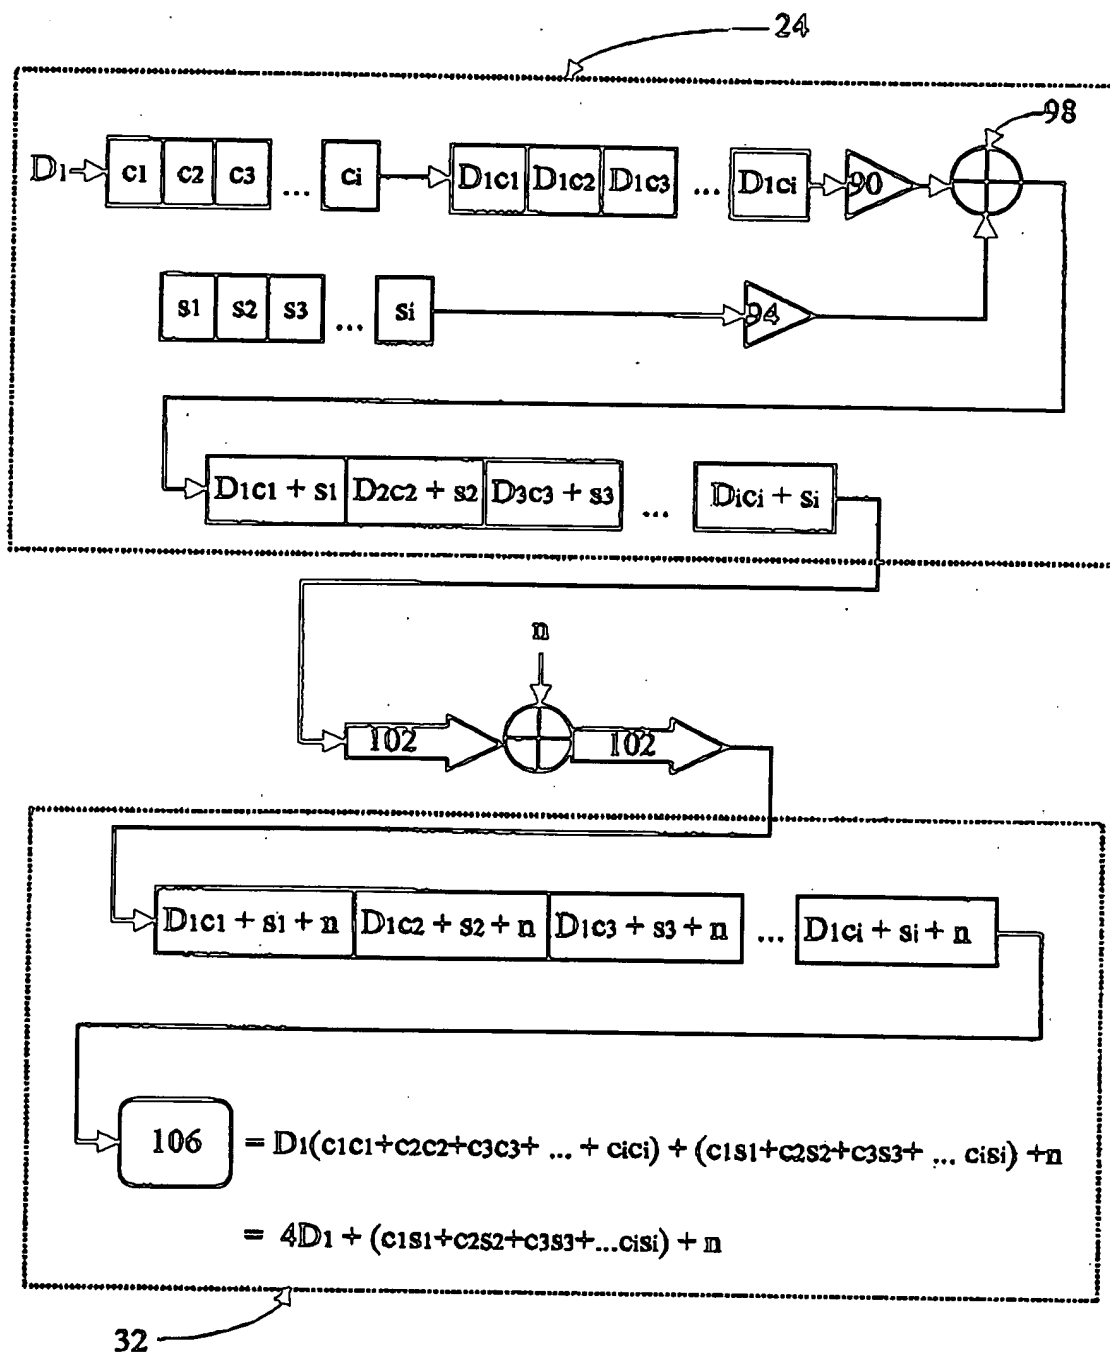 24
98
D1 c1 c2 c3 ... ci D1c1 D1c2 D1c3 ... D1ci 90
s1 s2 s3 ... si 94
D1c1 + s1 D2c2 + s2 D3c3 + s3 ... Dici + si
n
102 102
D1c1 + s1 + n D1c2 + s2 + n D1c3 + s3 + n ... D1ci + si + n
106 = D1(c1c1+c2c2+c3c3+ ... + cici) + (c1s1+c2s2+c3s3+ ... cisi) +n
= 4D1 + (c1s1+c2s2+c3s3+...cisi) + n
32